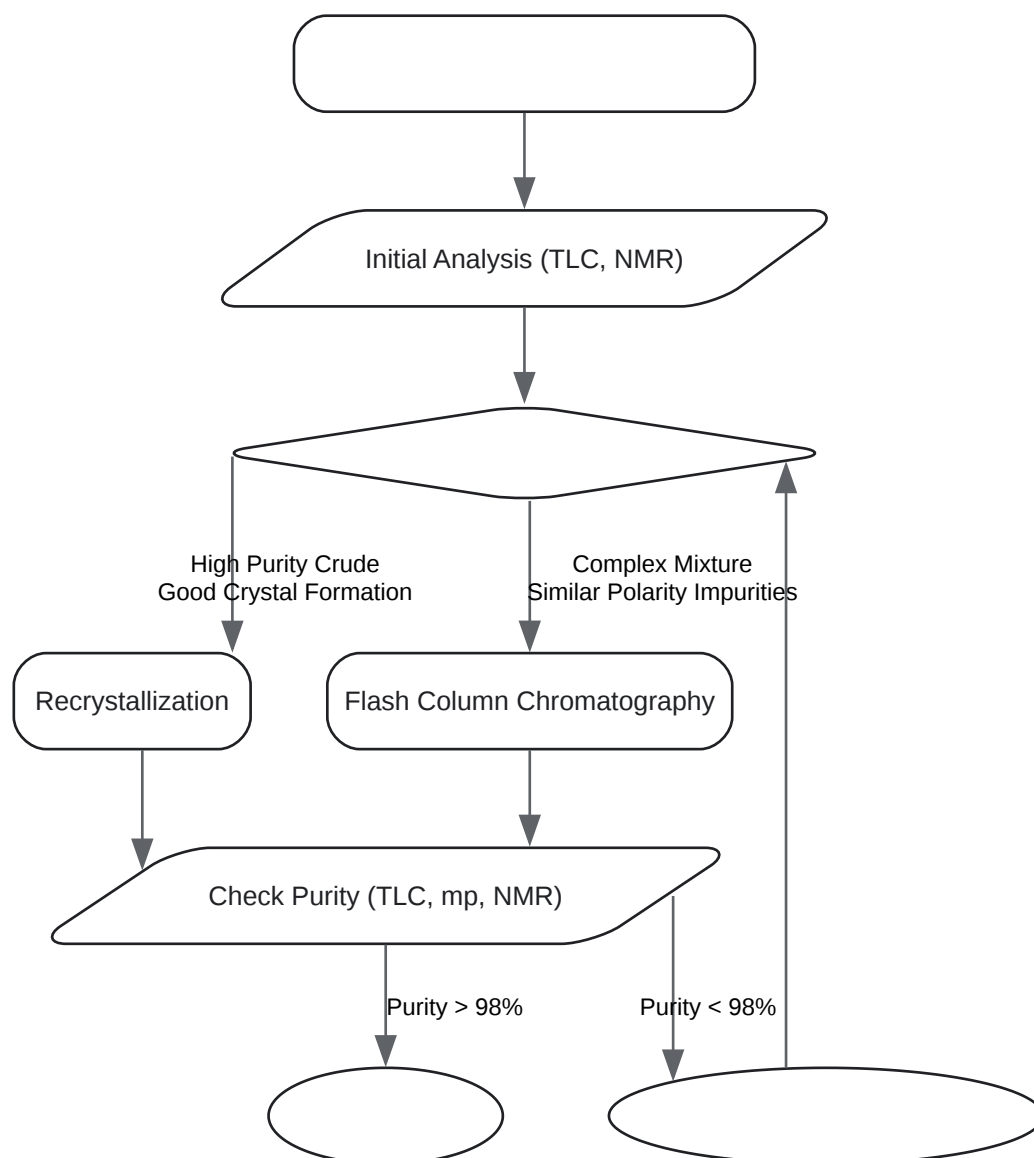 Initial Analysis (TLC, NMR)
High Purity Crude
Good Crystal Formation
Complex Mixture
Similar Polarity Impurities
Recrystallization
Flash Column Chromatography
Check Purity (TLC, mp, NMR)
Purity > 98%
Purity < 98%